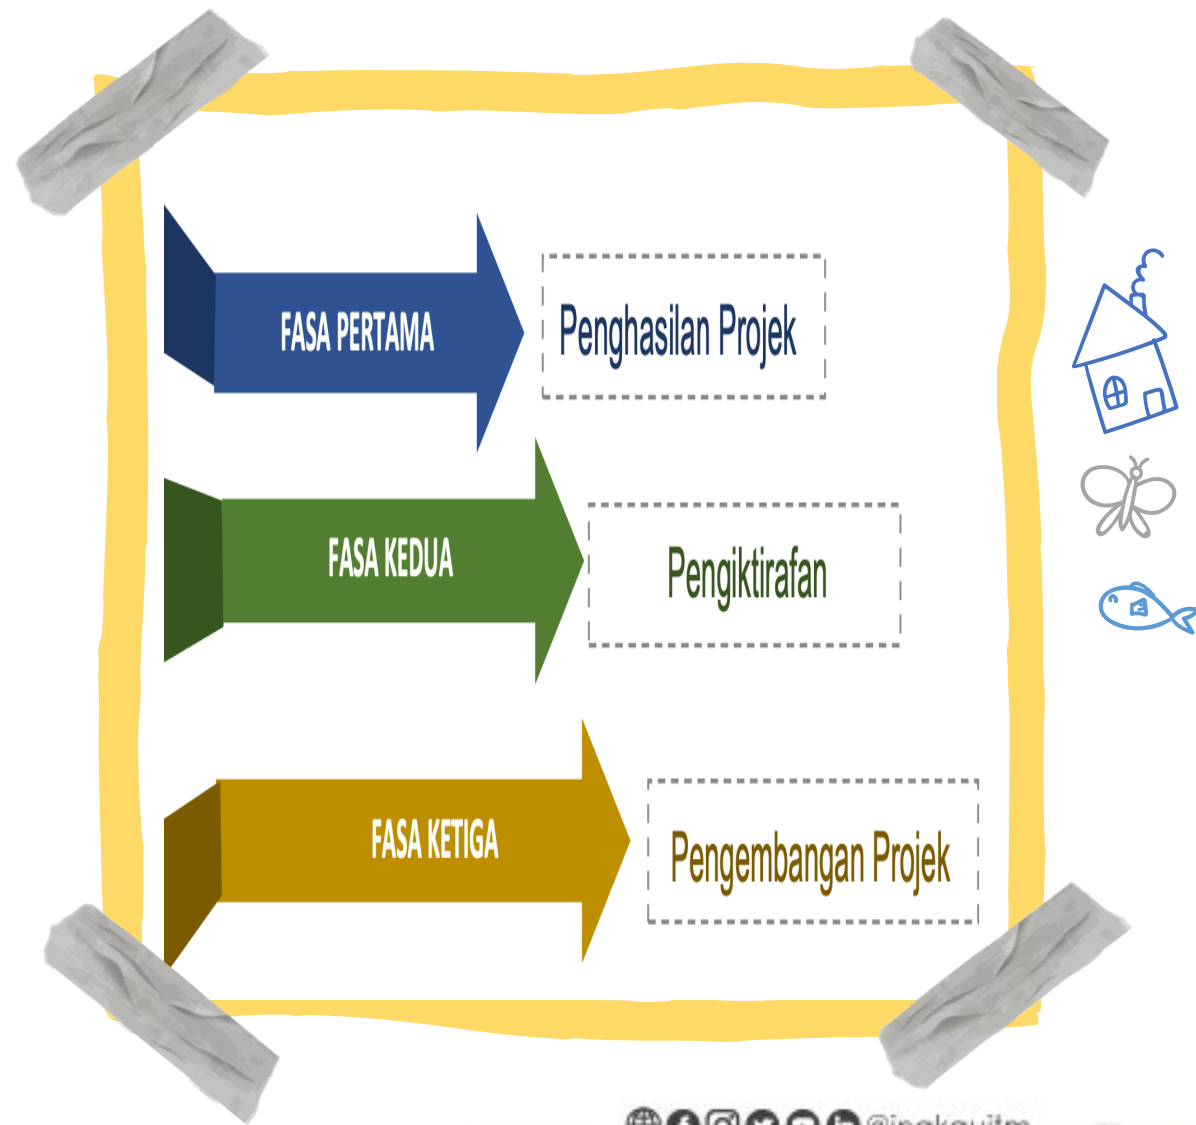 FASA PERTAMA
Penghasilan Projek
FASA KEDUA
Pengiktirafan
FASA KETIGA
Pengembangan Projek